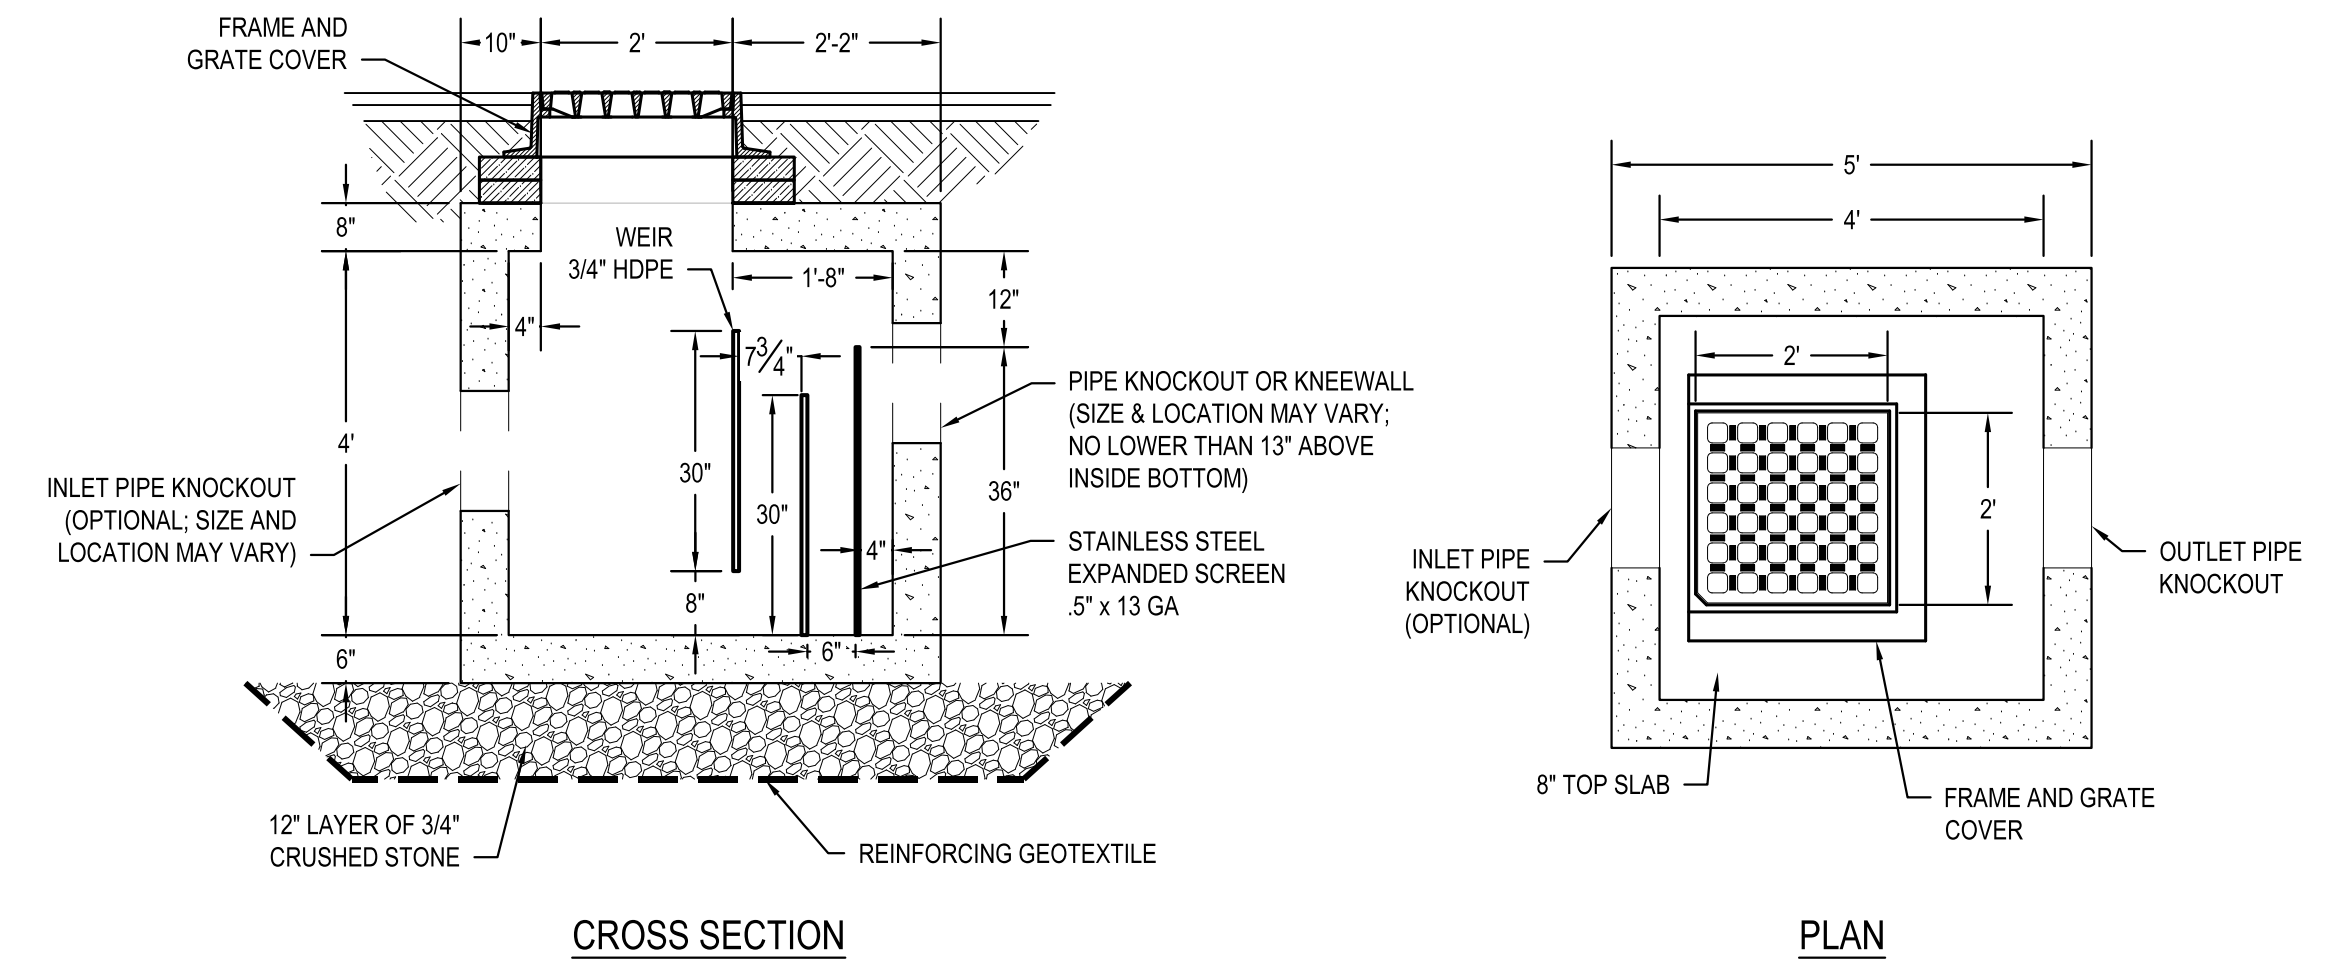 FRAME AND
GRATE COVER
10"
2'
2'-2"
8"
WEIR
3/4" HDPE
1'-8"
12"
4"
7 3/4"
4'
30"
30"
36"
4"
8"
6"
6"
PIPE KNOCKOUT OR KNEEWALL
(SIZE & LOCATION MAY VARY;
NO LOWER THAN 13" ABOVE
INSIDE BOTTOM)
INLET PIPE KNOCKOUT
(OPTIONAL; SIZE AND
LOCATION MAY VARY)
STAINLESS STEEL
EXPANDED SCREEN
.5" x 13 GA
12" LAYER OF 3/4"
CRUSHED STONE
REINFORCING GEOTEXTILE
CROSS SECTION
5'
4'
2'
2'
INLET PIPE
KNOCKOUT
(OPTIONAL)
OUTLET PIPE
KNOCKOUT
8" TOP SLAB
FRAME AND GRATE
COVER
PLAN